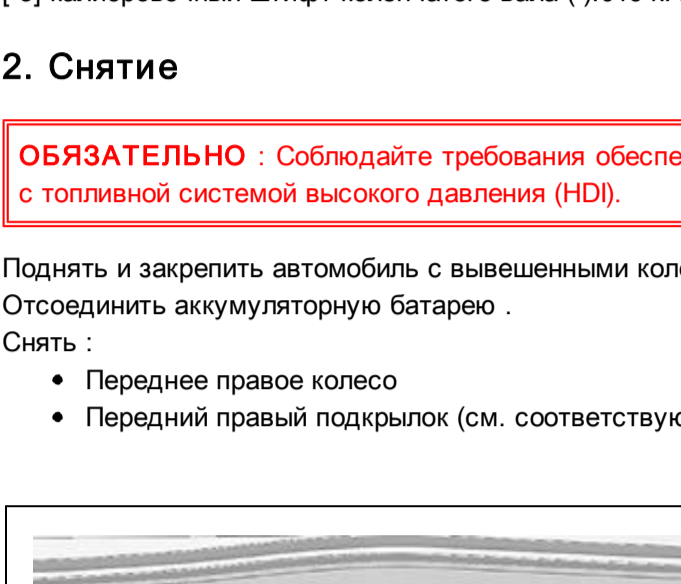 2. Снятие
ОБЯЗАТЕЛЬНО : Соблюдайте требования обеспе
с топливной системой высокого давления (HDI).
Поднять и закрепить автомобиль с вывешенными кол
Отсоединить аккумуляторную батарею .
Снять :
• Переднее правое колесо
• Передний правый подкрылок (см. соответствую